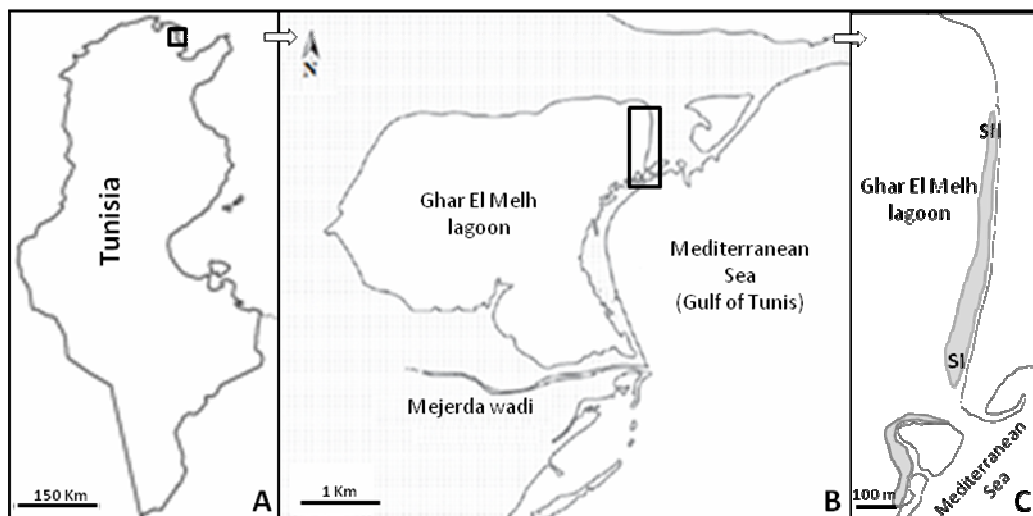 Tunisia
150 Km
A
N
Ghar El Melh
lagoon
Mediterranean
Sea
(Gulf of Tunis)
Mejerda wadi
1 Km
B
SII
Ghar El Melh
lagoon
SI
Mediterranean
Sea
100 m
C